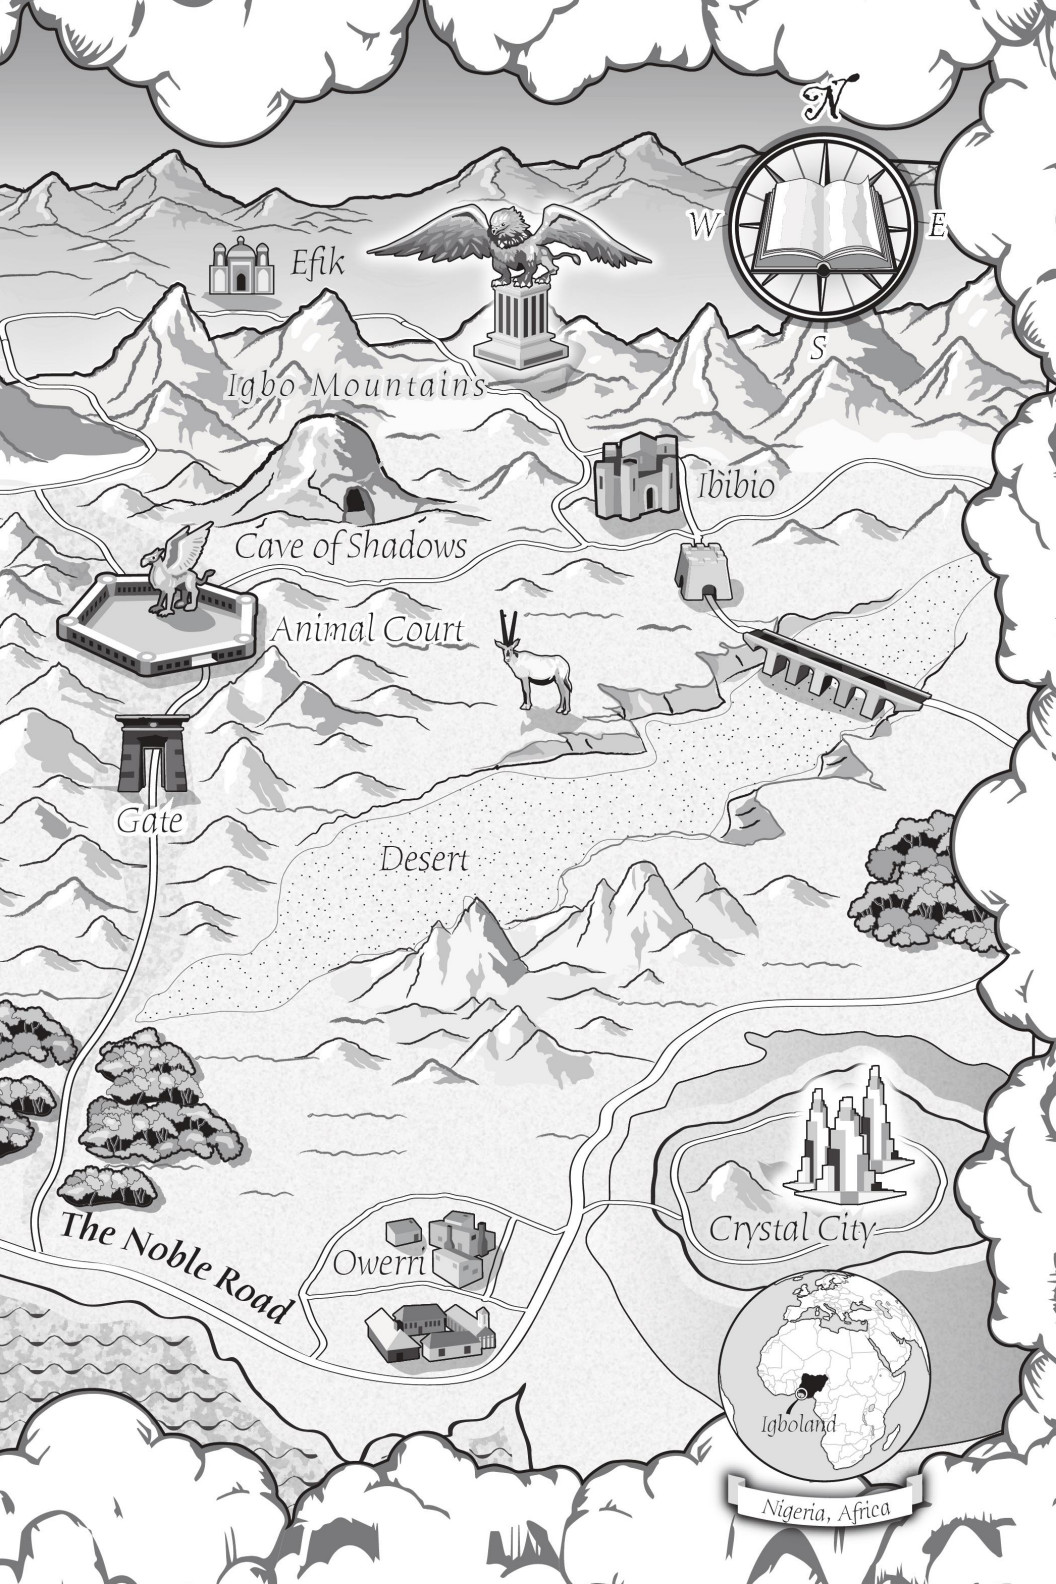 N
W
E
S
Efik
Igbo Mountains
Ibibio
Cave of Shadows
Animal Court
Gate
Desert
The Noble Road
Owerri
Crystal City
Igboland
Nigeria, Africa